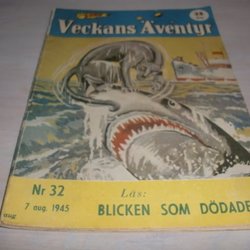 Veckans Äventyr
Nr 32
7 aug. 1945
Läs:
BLICKEN SOM DÖDADE